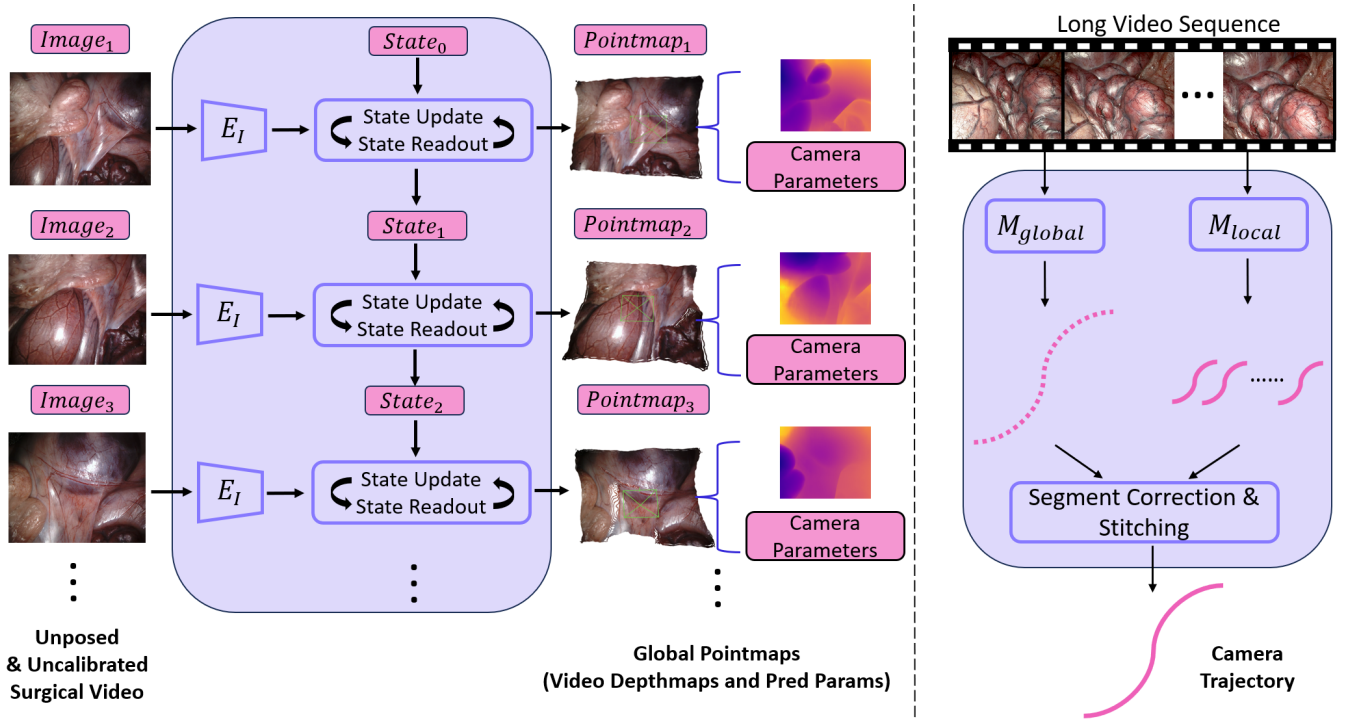 Image₁
State₀
Pointmap₁
E_I
State Update
State Readout
Camera
Parameters
Image₂
State₁
Pointmap₂
E_I
State Update
State Readout
Camera
Parameters
Image₃
State₂
Pointmap₃
E_I
State Update
State Readout
Camera
Parameters
Unposed
& Uncalibrated
Surgical Video
Global Pointmaps
(Video Depthmaps and Pred Params)
Long Video Sequence
M_global
M_local
Segment Correction &
Stitching
Camera
Trajectory